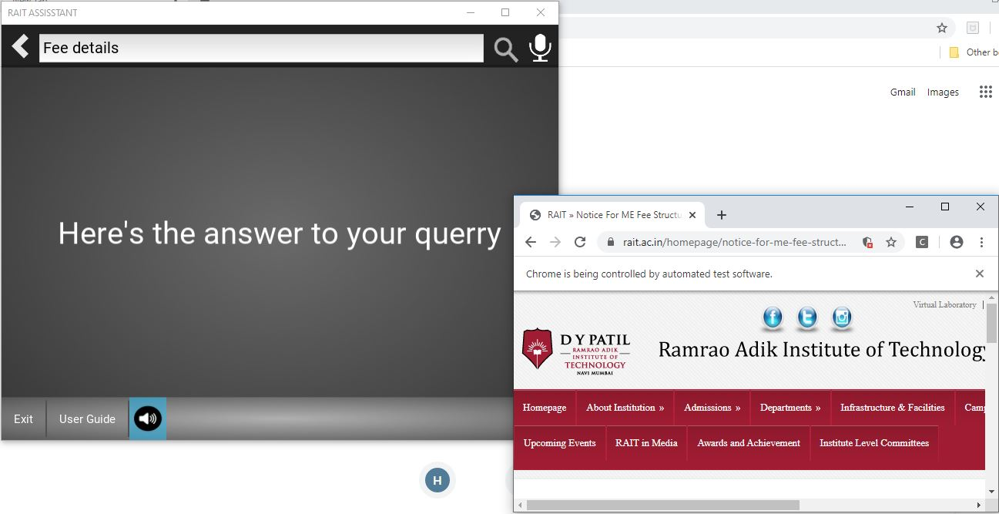 RAIT ASSISSTANT
Fee details
Here's the answer to your querry
Exit
User Guide
Other b
Gmail Images
H
RAIT » Notice For ME Fee Structu
rait.ac.in/homepage/notice-for-me-fee-struct...
C
Chrome is being controlled by automated test software.
Virtual Laboratory |
D Y PATIL
RAMRAO ADIK
INSTITUTE OF
TECHNOLOGY
NAVI MUMBAI
Ramrao Adik Institute of Technology
Homepage About Institution » Admissions » Departments » Infrastructure & Facilities Camp
Upcoming Events RAIT in Media Awards and Achievement Institute Level Committees